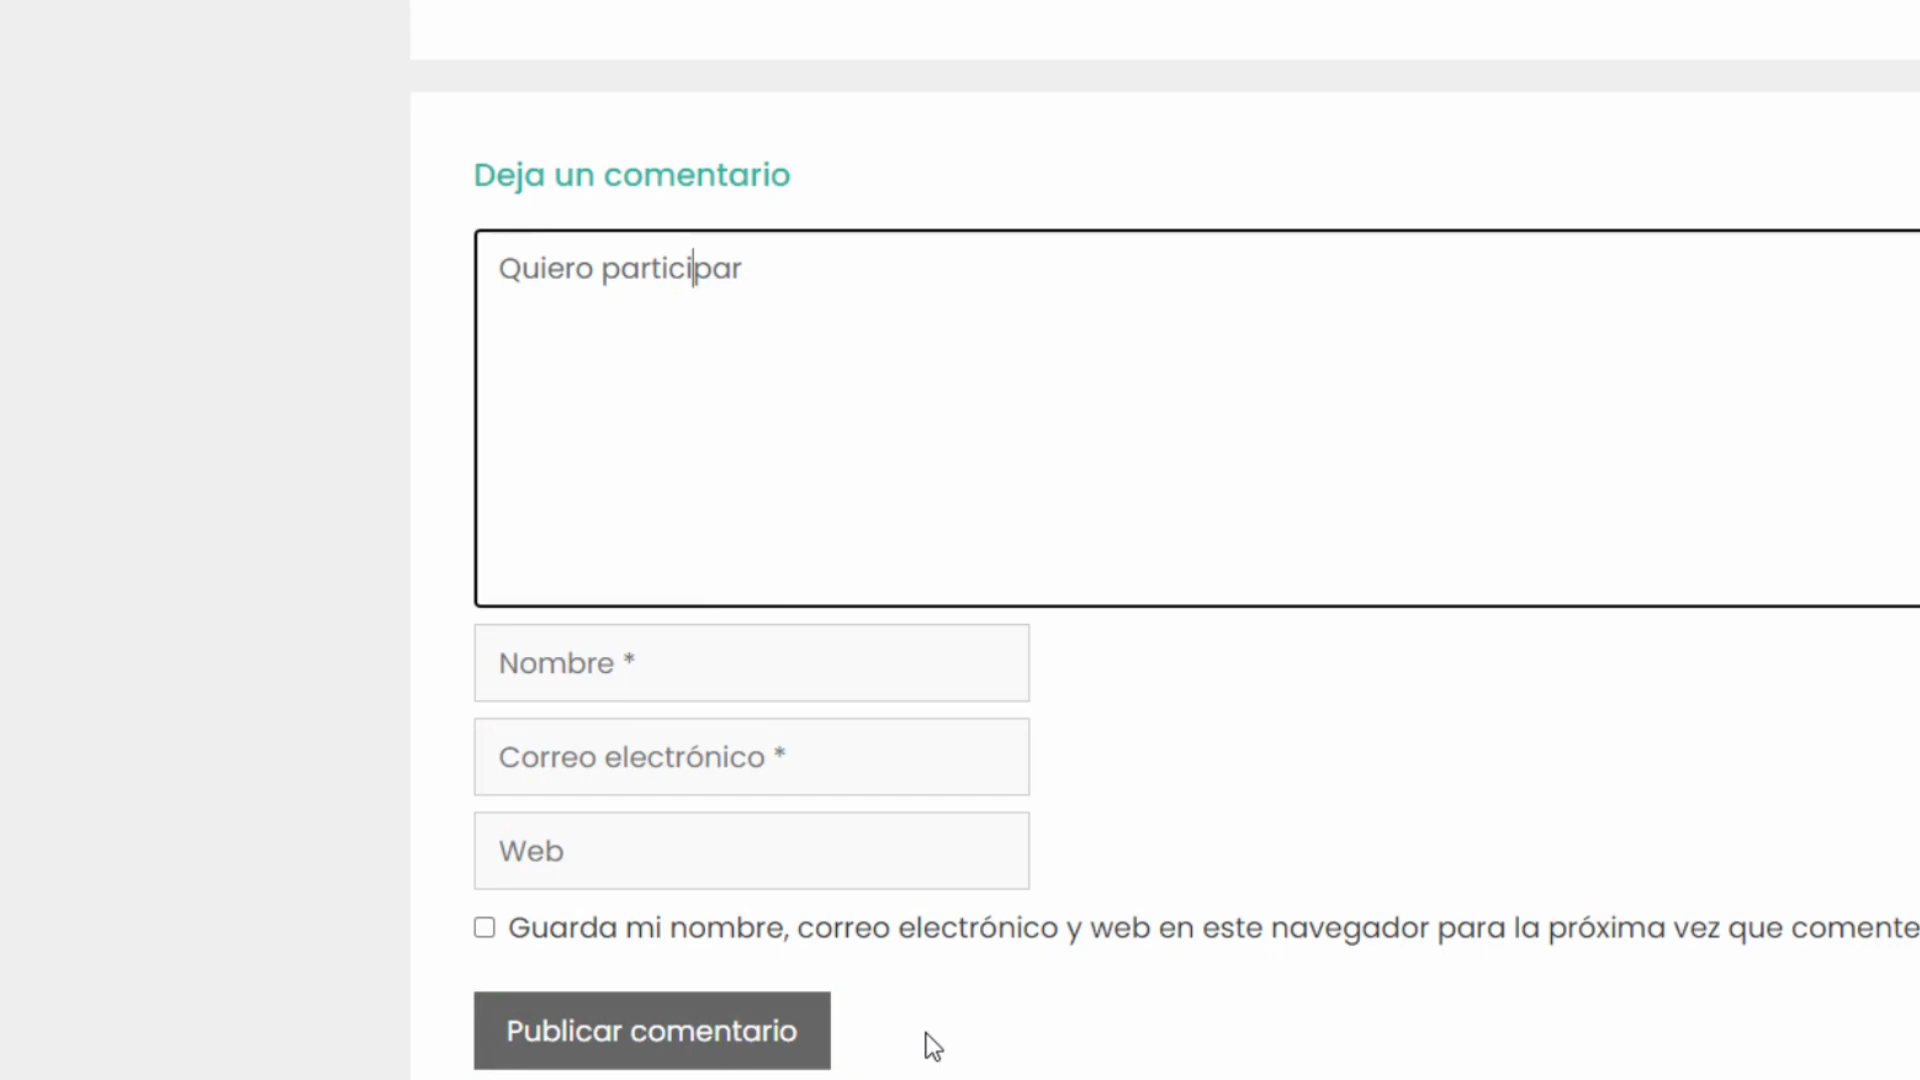 Deja un comentario
Quiero participar
Nombre *
Correo electrónico *
Web
Guarda mi nombre, correo electrónico y web en este navegador para la próxima vez que comente
Publicar comentario